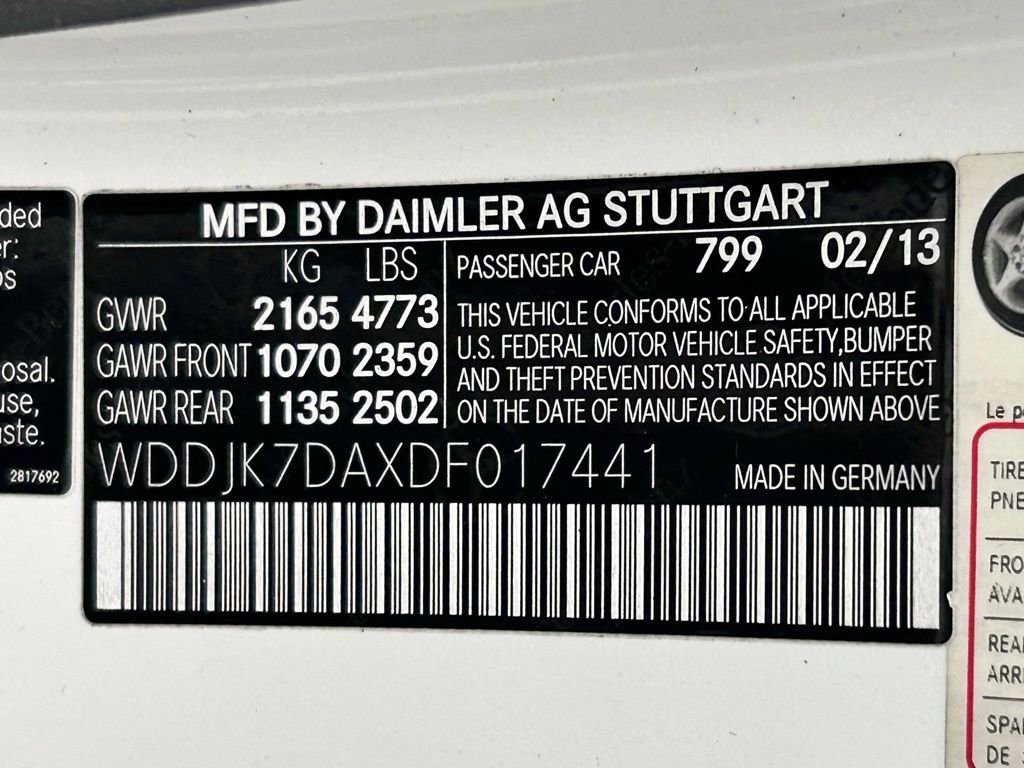 ded
er:
os
osal.
use,
aste.
2817692
MFD BY DAIMLER AG STUTTGART
KG LBS
GVWR 2165 4773
GAWR FRONT 1070 2359
GAWR REAR 1135 2502
PASSENGER CAR 799 02/13
THIS VEHICLE CONFORMS TO ALL APPLICABLE
U.S. FEDERAL MOTOR VEHICLE SAFETY, BUMPER
AND THEFT PREVENTION STANDARDS IN EFFECT
ON THE DATE OF MANUFACTURE SHOWN ABOVE
WDDJK7DAXDF017441
MADE IN GERMANY
Le p
TIRE
PNE
FRO
AVA
REA
ARRI
SPA
DE